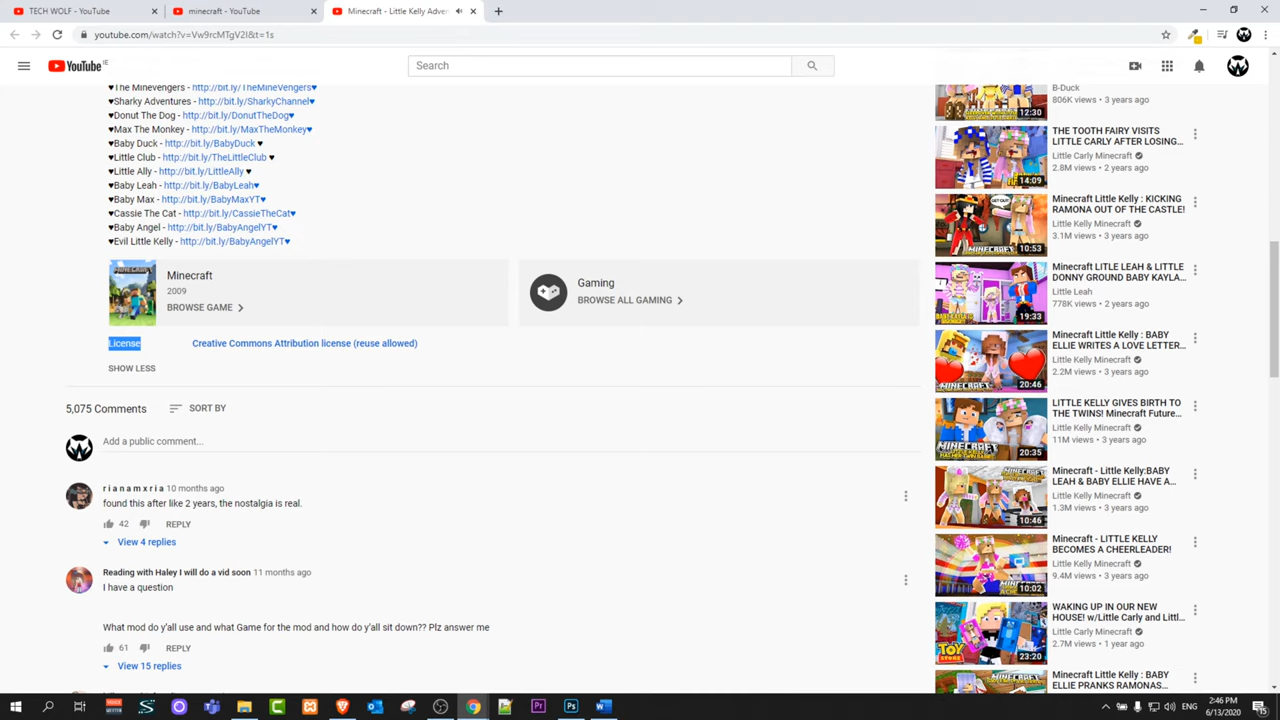 TECH WOLF - YouTube
minecraft - YouTube
Minecraft - Little Kelly Adven
youtube.com/watch?v=Vw9rcMTgV2I&t=1s
YouTube IE
Search
♥The Minevengers - http://bit.ly/TheMineVengers♥
♥Sharky Adventures - http://bit.ly/SharkyChannel♥
♥Donut The Dog - http://bit.ly/DonutTheDog♥
♥Max The Monkey - http://bit.ly/MaxTheMonkey♥
♥Baby Duck - http://bit.ly/BabyDuck ♥
♥Little Club - http://bit.ly/TheLittleClub ♥
♥Little Ally - http://bit.ly/LittleAlly ♥
♥Baby Leah - http://bit.ly/BabyLeah♥
♥Baby Max - http://bit.ly/BabyMaxYT♥
♥Cassie The Cat - http://bit.ly/CassieTheCat♥
♥Baby Angel - http://bit.ly/BabyAngelYT♥
♥Evil Little Kelly - http://bit.ly/BabyAngelYT♥
MINECRAFT
Minecraft
2009
BROWSE GAME
Gaming
BROWSE ALL GAMING
License
Creative Commons Attribution license (reuse allowed)
SHOW LESS
5,075 Comments
SORT BY
Add a public comment...
r i a n a m x r i a 10 months ago
found this after like 2 years, the nostalgia is real.
42
REPLY
View 4 replies
Reading with Haley I will do a vid soon 11 months ago
I have a question
What mod do y'all use and what Game for the mod and how do y'all sit down?? Plz answer me
61
REPLY
View 15 replies
B-Duck
806K views • 3 years ago
12:30
THE TOOTH FAIRY VISITS
LITTLE CARLY AFTER LOSING...
Little Carly Minecraft
2.8M views • 2 years ago
14:09
Minecraft Little Kelly : KICKING
RAMONA OUT OF THE CASTLE!
Little Kelly Minecraft
3.1M views • 3 years ago
GET OUT!
10:53
Minecraft LITLE LEAH & LITTLE
DONNY GROUND BABY KAYLA...
Little Leah
778K views • 2 years ago
19:33
Minecraft Little Kelly : BABY
ELLIE WRITES A LOVE LETTER...
Little Kelly Minecraft
2.2M views • 3 years ago
20:46
LITTLE KELLY GIVES BIRTH TO
THE TWINS! Minecraft Future...
Little Kelly Minecraft
11M views • 3 years ago
20:35
Minecraft - Little Kelly:BABY
LEAH & BABY ELLIE HAVE A...
Little Kelly Minecraft
1.3M views • 3 years ago
10:46
Minecraft - LITTLE KELLY
BECOMES A CHEERLEADER!
Little Kelly Minecraft
9.4M views • 3 years ago
10:02
WAKING UP IN OUR NEW
HOUSE! w/Little Carly and Littl...
Little Carly Minecraft
2.7M views • 1 year ago
TOY
STORE
23:20
Minecraft Little Kelly : BABY
ELLIE PRANKS RAMONAS...
ENG
2:46 PM
6/13/2020
15